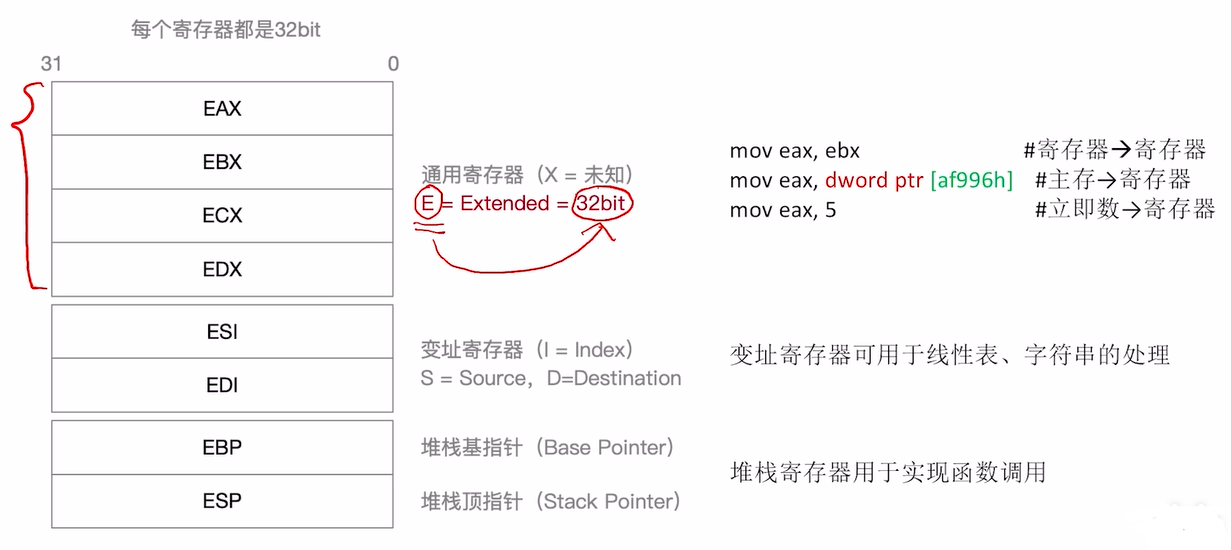 每个寄存器都是32bit
31 0
EAX
EBX
ECX
EDX
通用寄存器（X = 未知）
E = Extended = 32bit
mov eax, ebx #寄存器→寄存器
mov eax, dword ptr [af996h] #主存→寄存器
mov eax, 5 #立即数→寄存器
ESI
EDI
变址寄存器（I = Index）
S = Source，D=Destination
变址寄存器可用于线性表、字符串的处理
EBP
ESP
堆栈基指针（Base Pointer）
堆栈顶指针（Stack Pointer）
堆栈寄存器用于实现函数调用